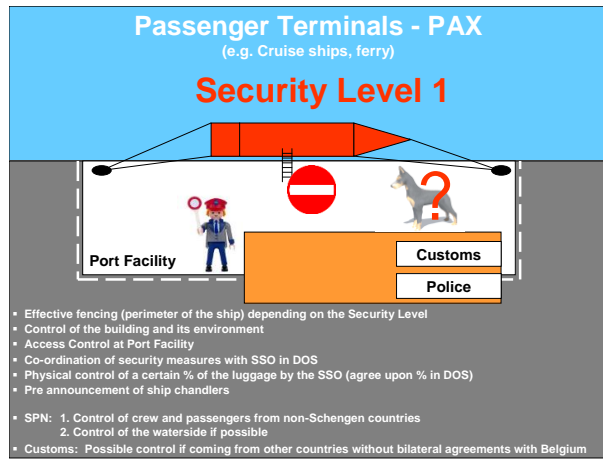 Passenger Terminals - PAX
(e.g. Cruise ships, ferry)
Security Level 1
?
Port Facility
Customs
Police
▪ Effective fencing (perimeter of the ship) depending on the Security Level
▪ Control of the building and its environment
▪ Access Control at Port Facility
▪ Co-ordination of security measures with SSO in DOS
▪ Physical control of a certain % of the luggage by the SSO (agree upon % in DOS)
▪ Pre announcement of ship chandlers
▪ SPN: 1. Control of crew and passengers from non-Schengen countries
2. Control of the waterside if possible
▪ Customs: Possible control if coming from other countries without bilateral agreements with Belgium